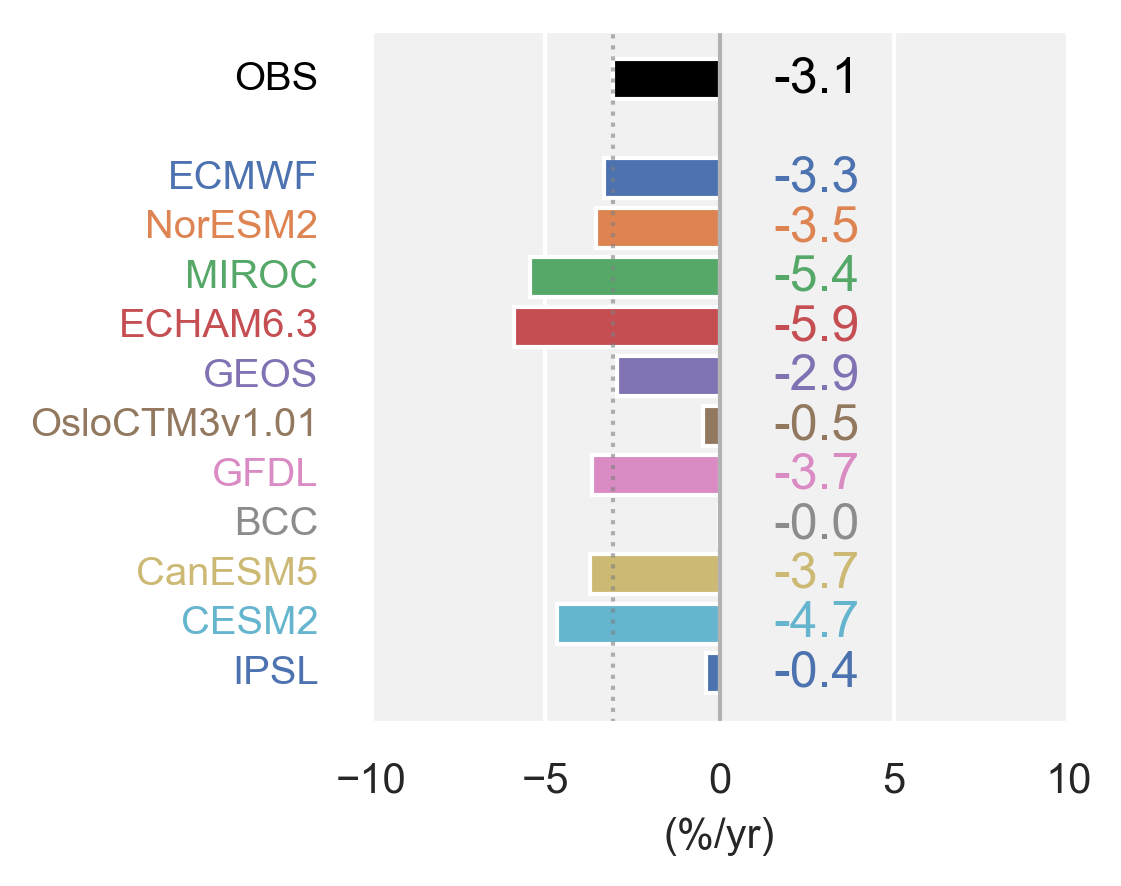 OBS -3.1
ECMWF -3.3
NorESM2 -3.5
MIROC -5.4
ECHAM6.3 -5.9
GEOS -2.9
OsloCTM3v1.01 -0.5
GFDL -3.7
BCC -0.0
CanESM5 -3.7
CESM2 -4.7
IPSL -0.4
−10 −5 0 5 10
(%/yr)